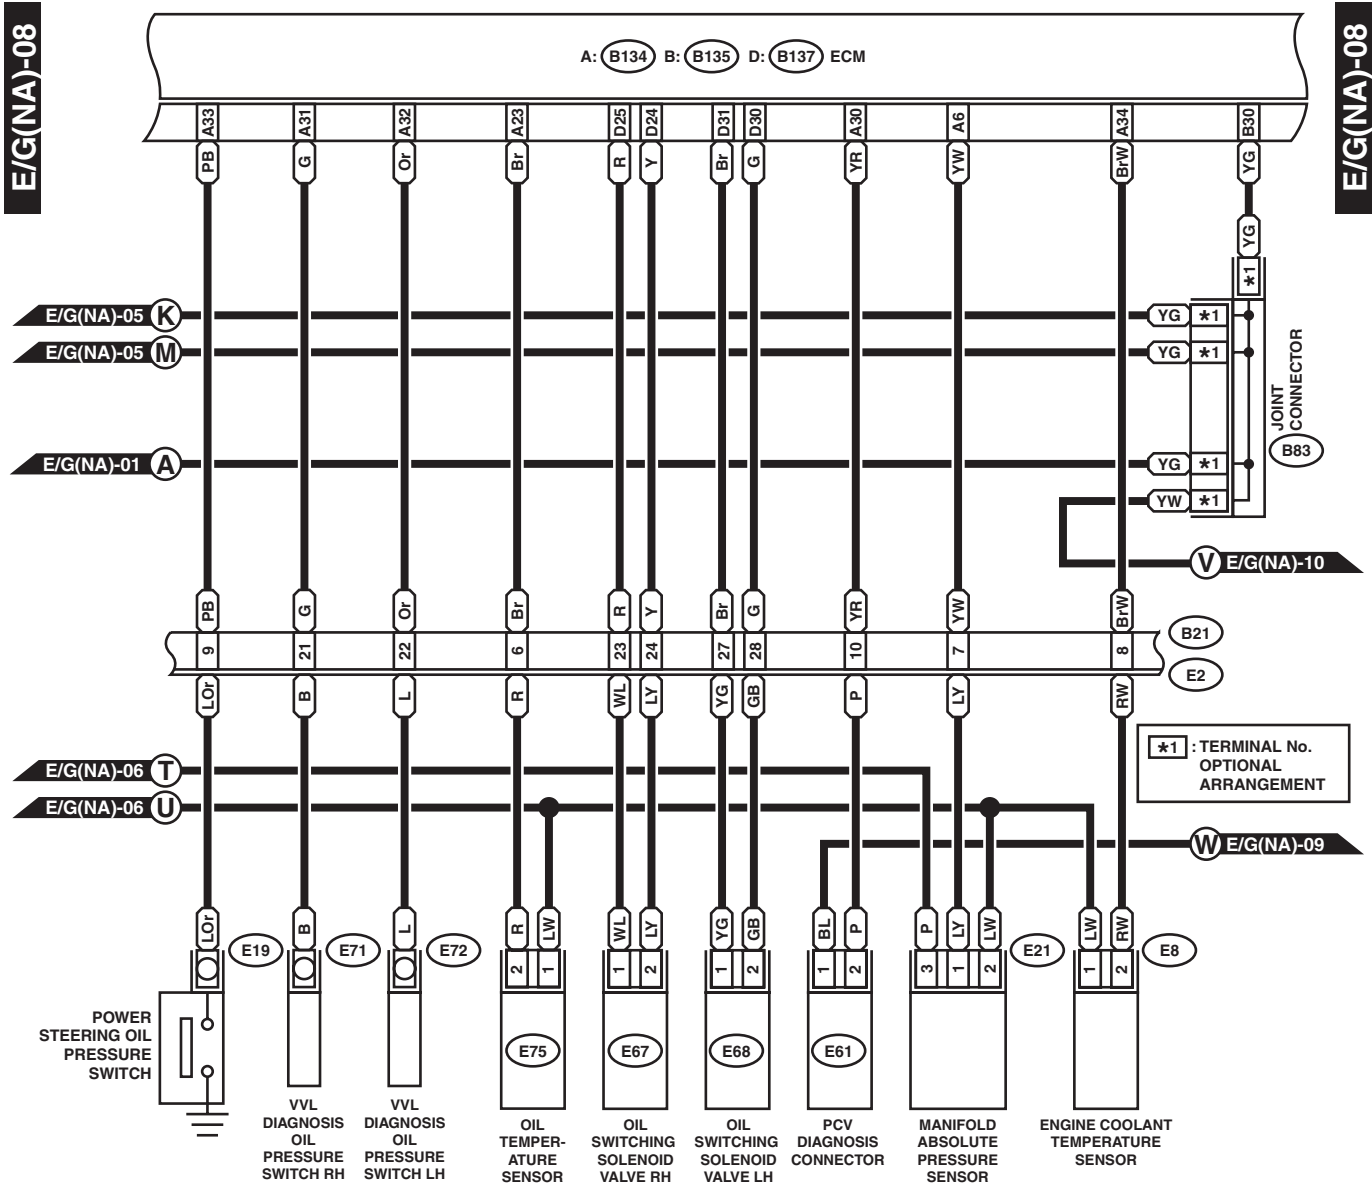 E/G(NA)-08
E/G(NA)-08
A: B134 B: B135 D: B137 ECM
A33 A31 A32 A23 D25 D24 D31 D30 A30 A6 A34 B30
PB G Or Br R Y Br G YR YW BrW YG
YG
*1
E/G(NA)-05 K YG *1
E/G(NA)-05 M YG *1
JOINT
CONNECTOR
B83
E/G(NA)-01 A YG *1
YW *1
V E/G(NA)-10
PB G Or Br R Y Br G YR YW BrW
B21
9 21 22 6 23 24 27 28 10 7 8
E2
LOr B L R WL LY YG GB P LY RW
*1 : TERMINAL No.
OPTIONAL
ARRANGEMENT
E/G(NA)-06 T
E/G(NA)-06 U
W E/G(NA)-09
LOr B L R LW WL LY YG GB BL P P LY LW LW RW
E19 E71 E72 E21 E8
2 1 1 2 1 2 1 2 3 1 2 1 2
POWER
STEERING OIL
PRESSURE
SWITCH
E75 E67 E68 E61
VVL
DIAGNOSIS
OIL
PRESSURE
SWITCH RH
VVL
DIAGNOSIS
OIL
PRESSURE
SWITCH LH
OIL
TEMPER-
ATURE
SENSOR
OIL
SWITCHING
SOLENOID
VALVE RH
OIL
SWITCHING
SOLENOID
VALVE LH
PCV
DIAGNOSIS
CONNECTOR
MANIFOLD
ABSOLUTE
PRESSURE
SENSOR
ENGINE COOLANT
TEMPERATURE
SENSOR